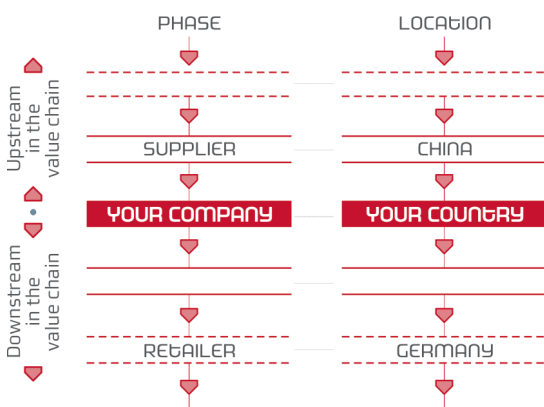 PHASE
LOCATION
Upstream
in the
value chain
SUPPLIER
CHINA
YOUR COMPANY
YOUR COUNTRY
Downstream
in the
value chain
RETAILER
GERMANY